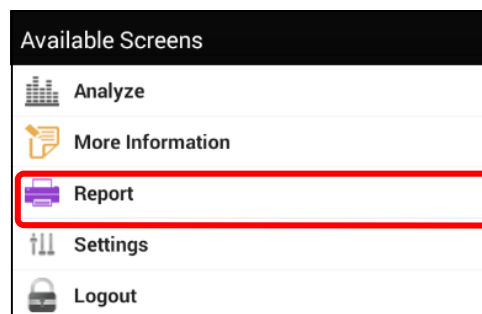 Available Screens
Analyze
More Information
Report
Settings
Logout